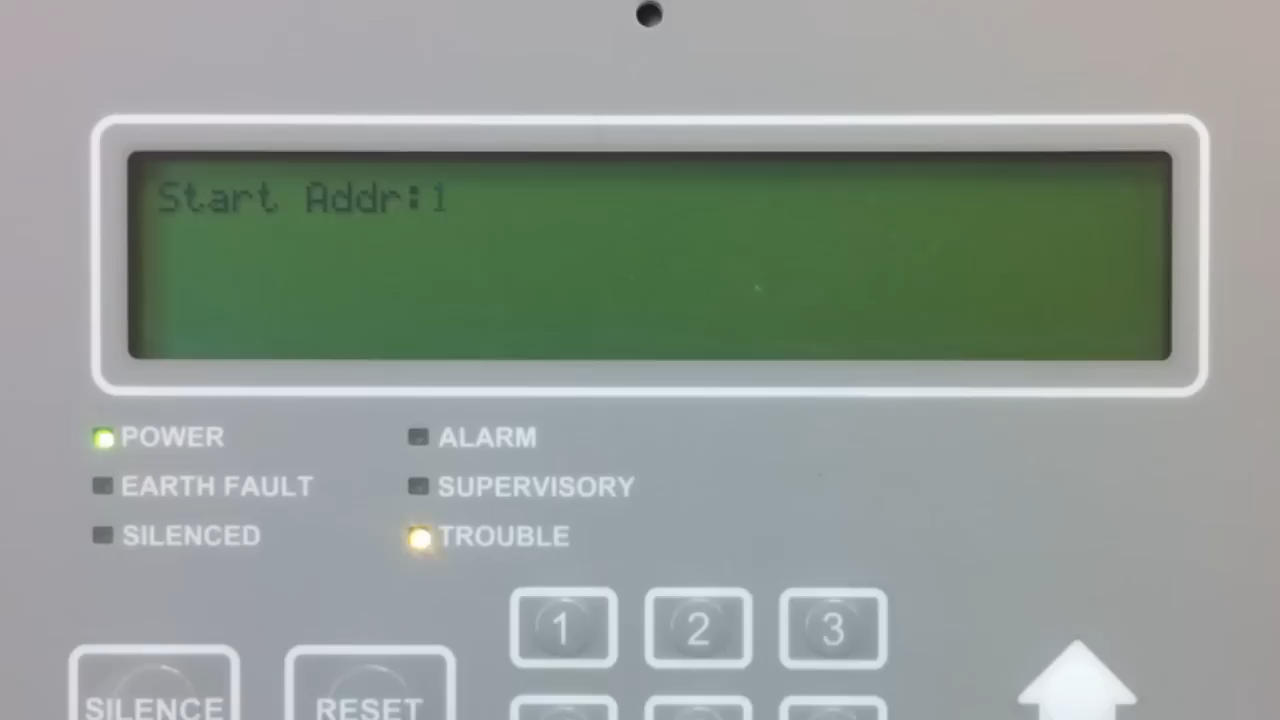 Start Addr:1
POWER
ALARM
EARTH FAULT
SUPERVISORY
SILENCED
TROUBLE
1
2
3
SILENCE
RESET